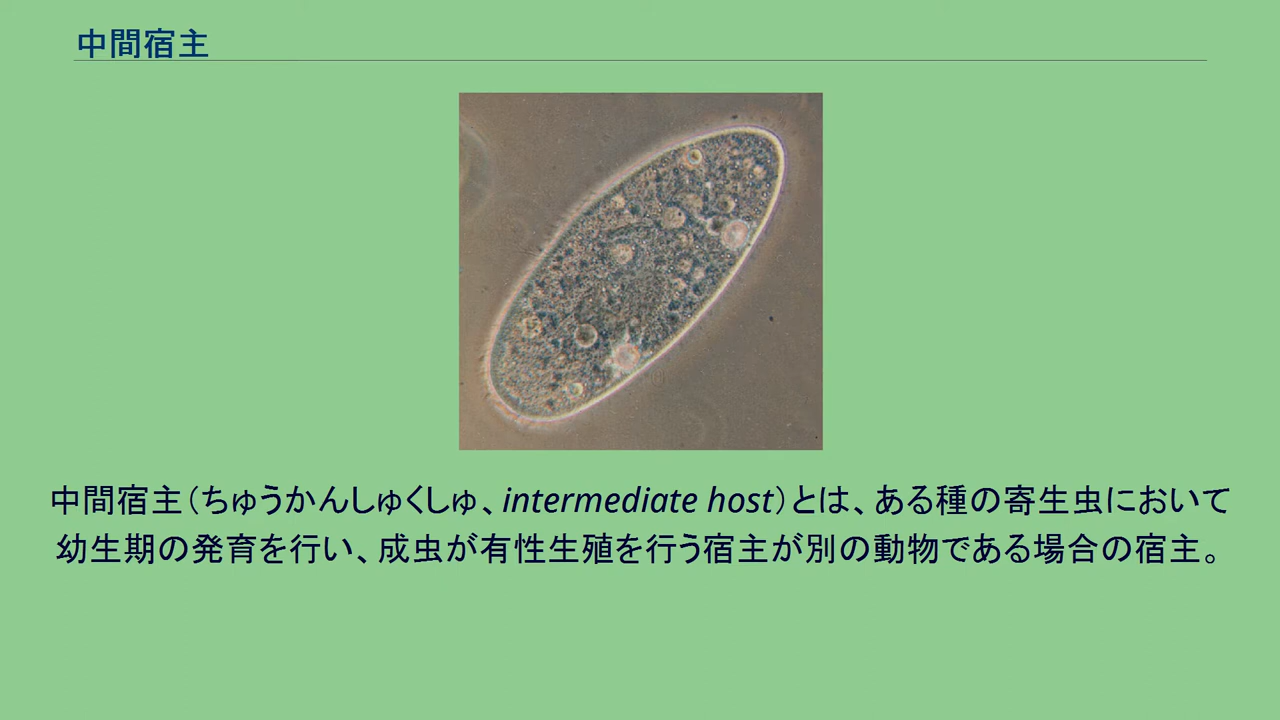 中間宿主
中間宿主(ちゅうかんしゅくしゅ、intermediate host)とは、ある種の寄生虫において
幼生期の発育を行い、成虫が有性生殖を行う宿主が別の動物である場合の宿主。